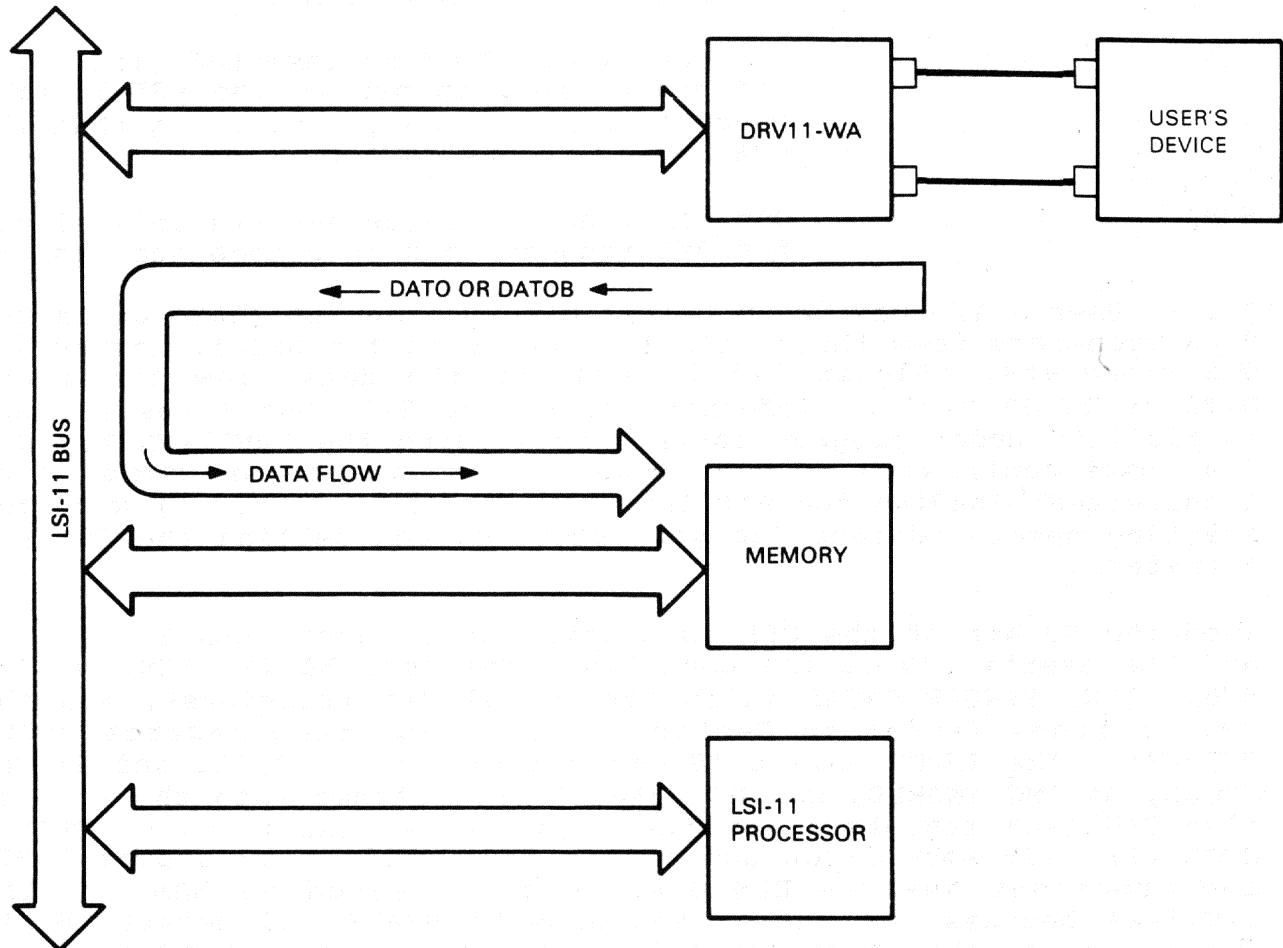 DRV11-WA
USER'S
DEVICE
DATO OR DATOB
LSI-11 BUS
DATA FLOW
MEMORY
LSI-11
PROCESSOR